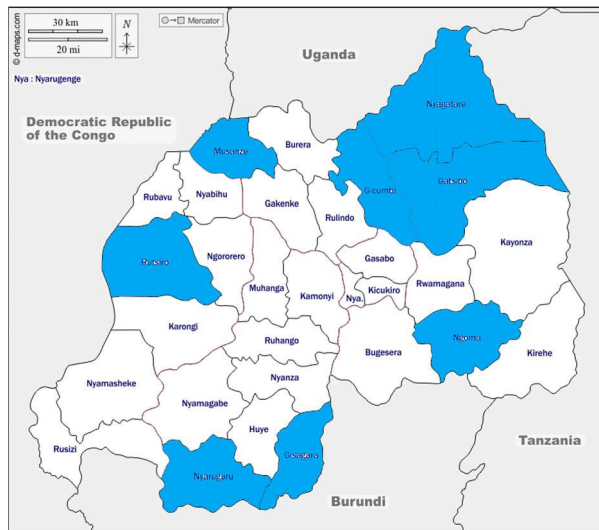 © d-maps.com
30 km
20 mi
N
Mercator
Nya : Nyarugenge
Uganda
Democratic Republic
of the Congo
Nyagatare
Musanze
Burera
Gicumbi
Gatsibo
Rubavu
Nyabihu
Gakenke
Rulindo
Kayonza
Rutsiro
Ngororero
Gasabo
Muhanga
Kamonyi
Nya.
Kicukiro
Rwamagana
Karongi
Ruhango
Bugesera
Ngoma
Kirehe
Nyamasheke
Nyanza
Nyamagabe
Huye
Gisagara
Rusizi
Nyaruguru
Tanzania
Burundi